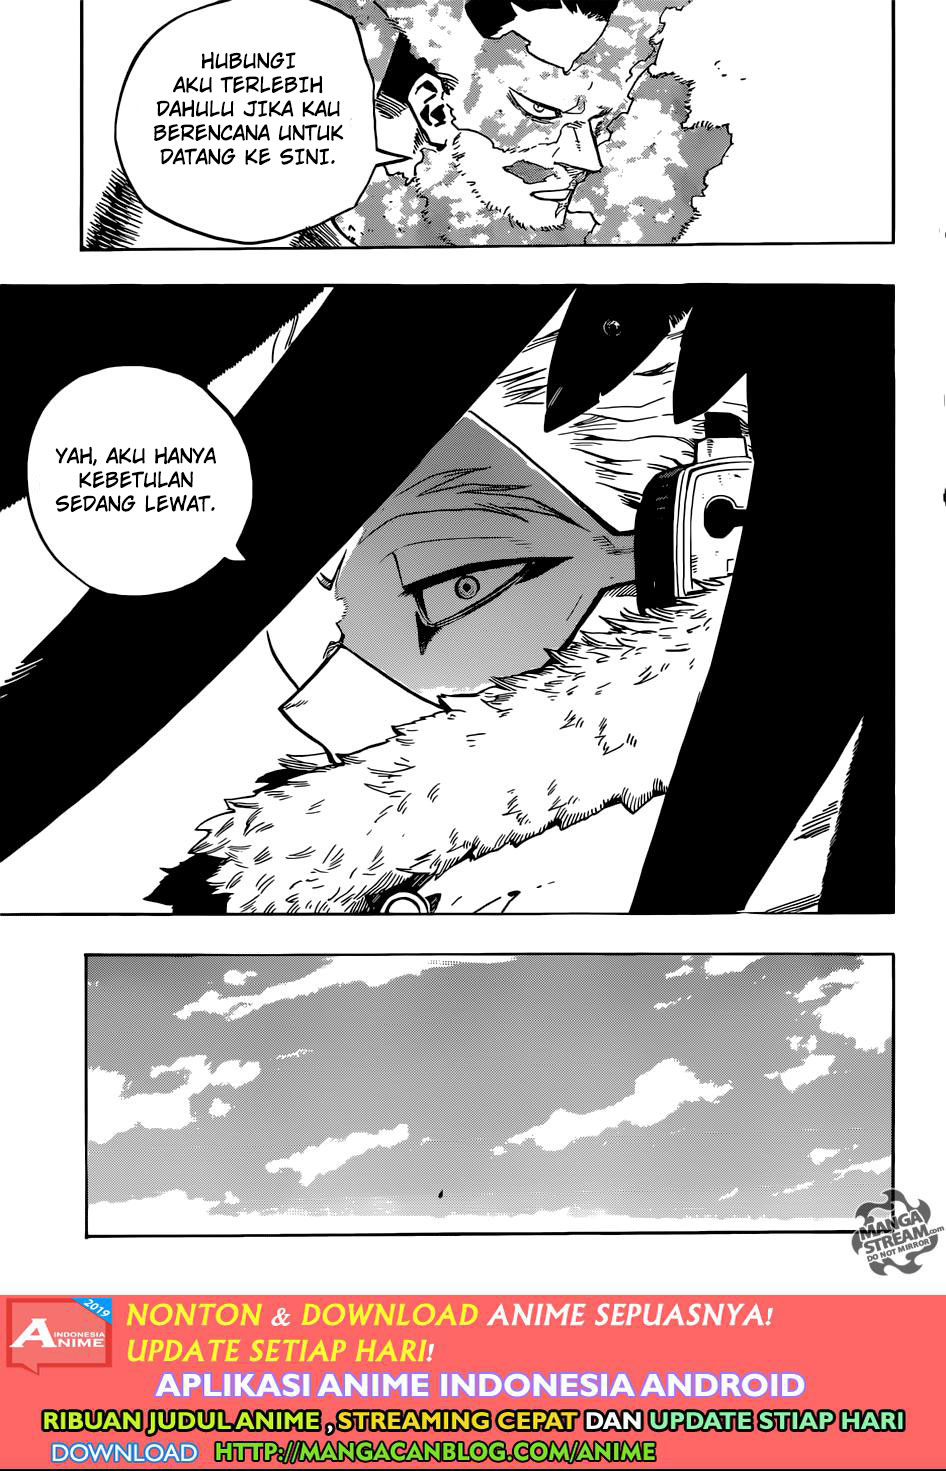 HUBUNGI
AKU TERLEBIH
DAHULU JIKA KAU
BERENCANA UNTUK
DATANG KE SINI.
YAH, AKU HANYA
KEBETULAN
SEDANG LEWAT.
MANGA
STREAM.com
DO NOT MIRROR
2019
A INDONESIA
ANIME
NONTON & DOWNLOAD ANIME SEPUASNYA!
UPDATE SETIAP HARI!
APLIKASI ANIME INDONESIA ANDROID
RIBUAN JUDUL ANIME , STREAMING CEPAT DAN UPDATE STIAP HARI
DOWNLOAD HTTP://MANGACANBLOG.COM/ANIME